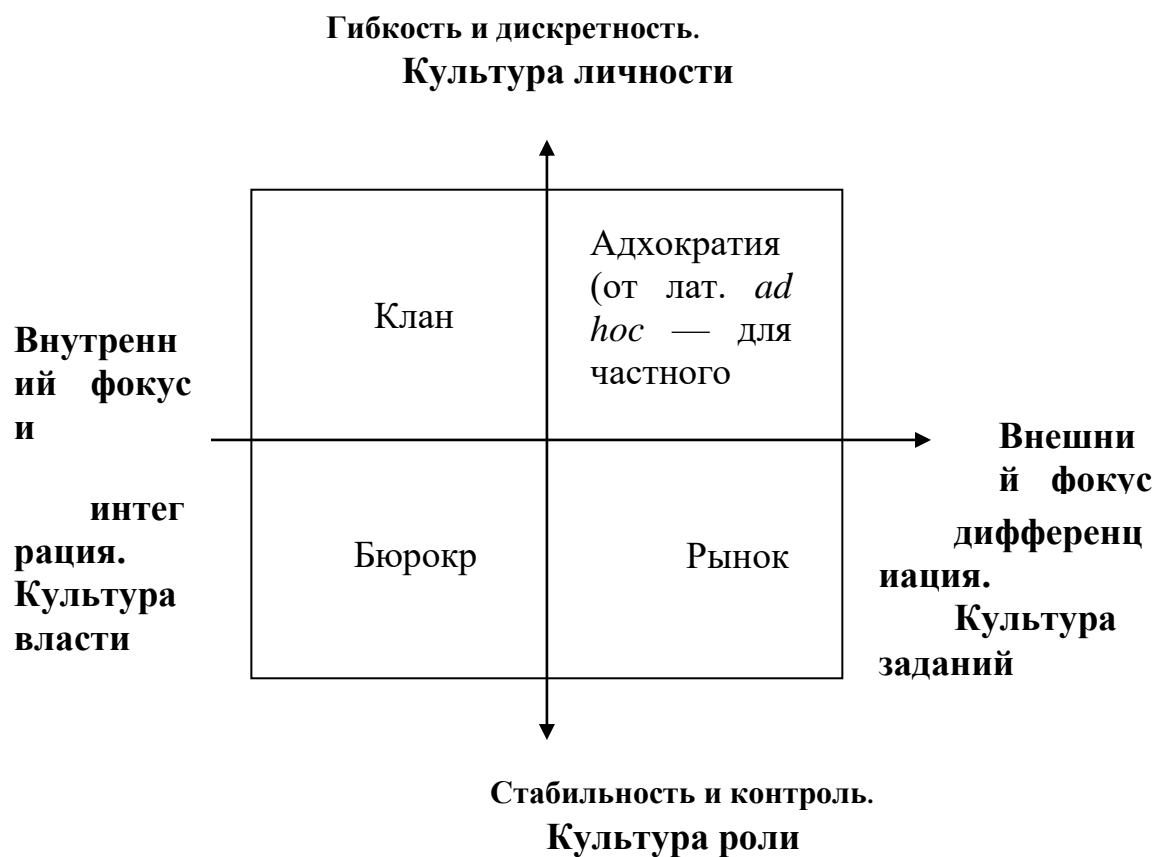 Гибкость и дискретность.
Культура личности
Адхократия
(от лат. ad
hoc — для
частного
Клан
Внутренн
ий фокус
и
интег
рация.
Культура
власти
Внешни
й фокус
дифференц
иация.
Культура
заданий
Бюрокр
Рынок
Стабильность и контроль.
Культура роли